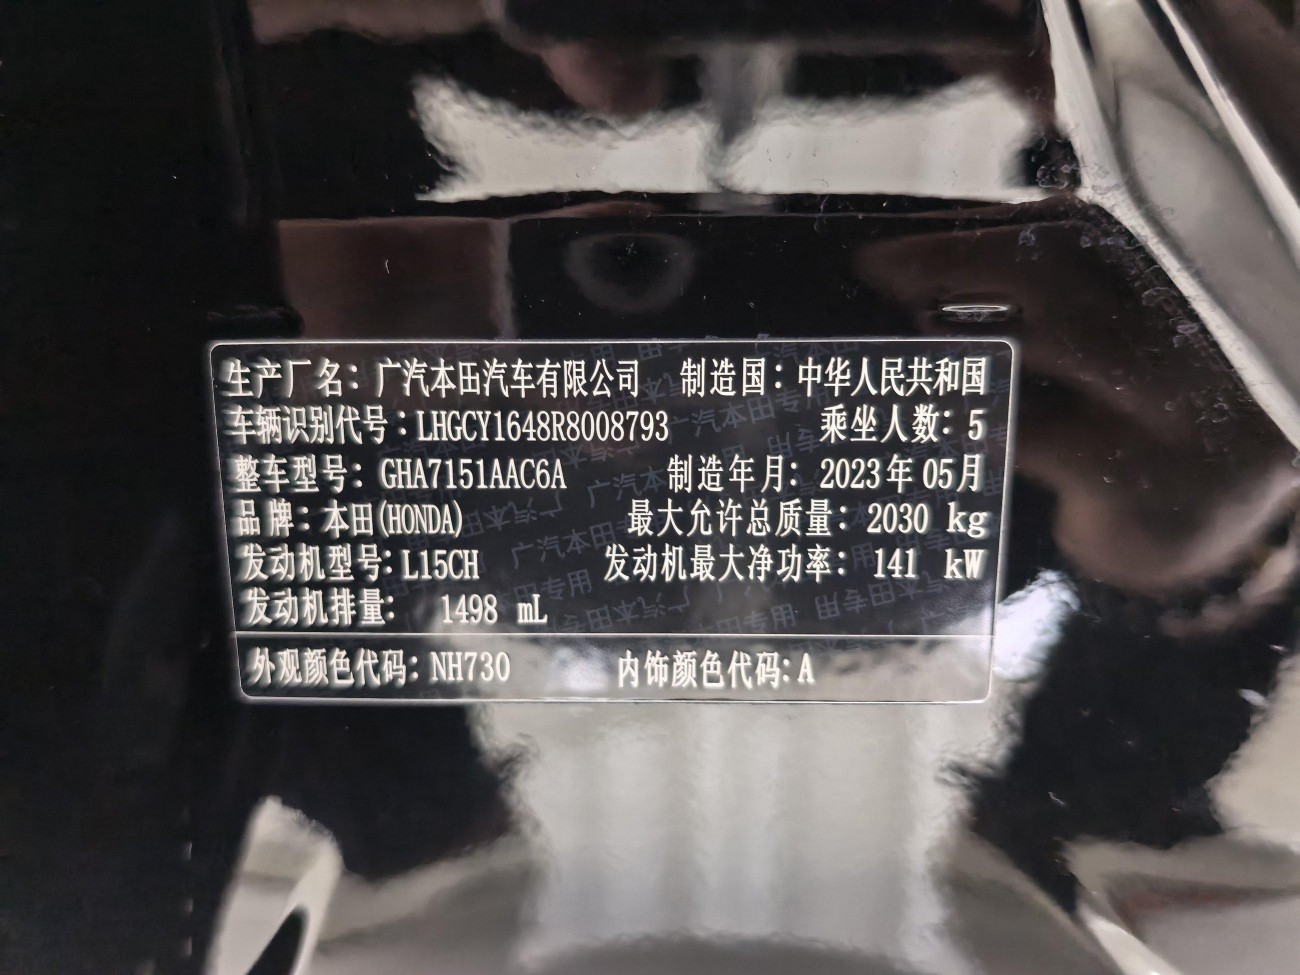 生产厂名：广汽本田汽车有限公司 制造国：中华人民共和国
车辆识别代号：LHGCY1648R8008793 乘坐人数：5
整车型号：GHA7151AAC6A 制造年月：2023年05月
品牌：本田(HONDA) 最大允许总质量：2030 kg
发动机型号：L15CH 发动机最大净功率：141 kW
发动机排量： 1498 mL
外观颜色代码：NH730 内饰颜色代码：A